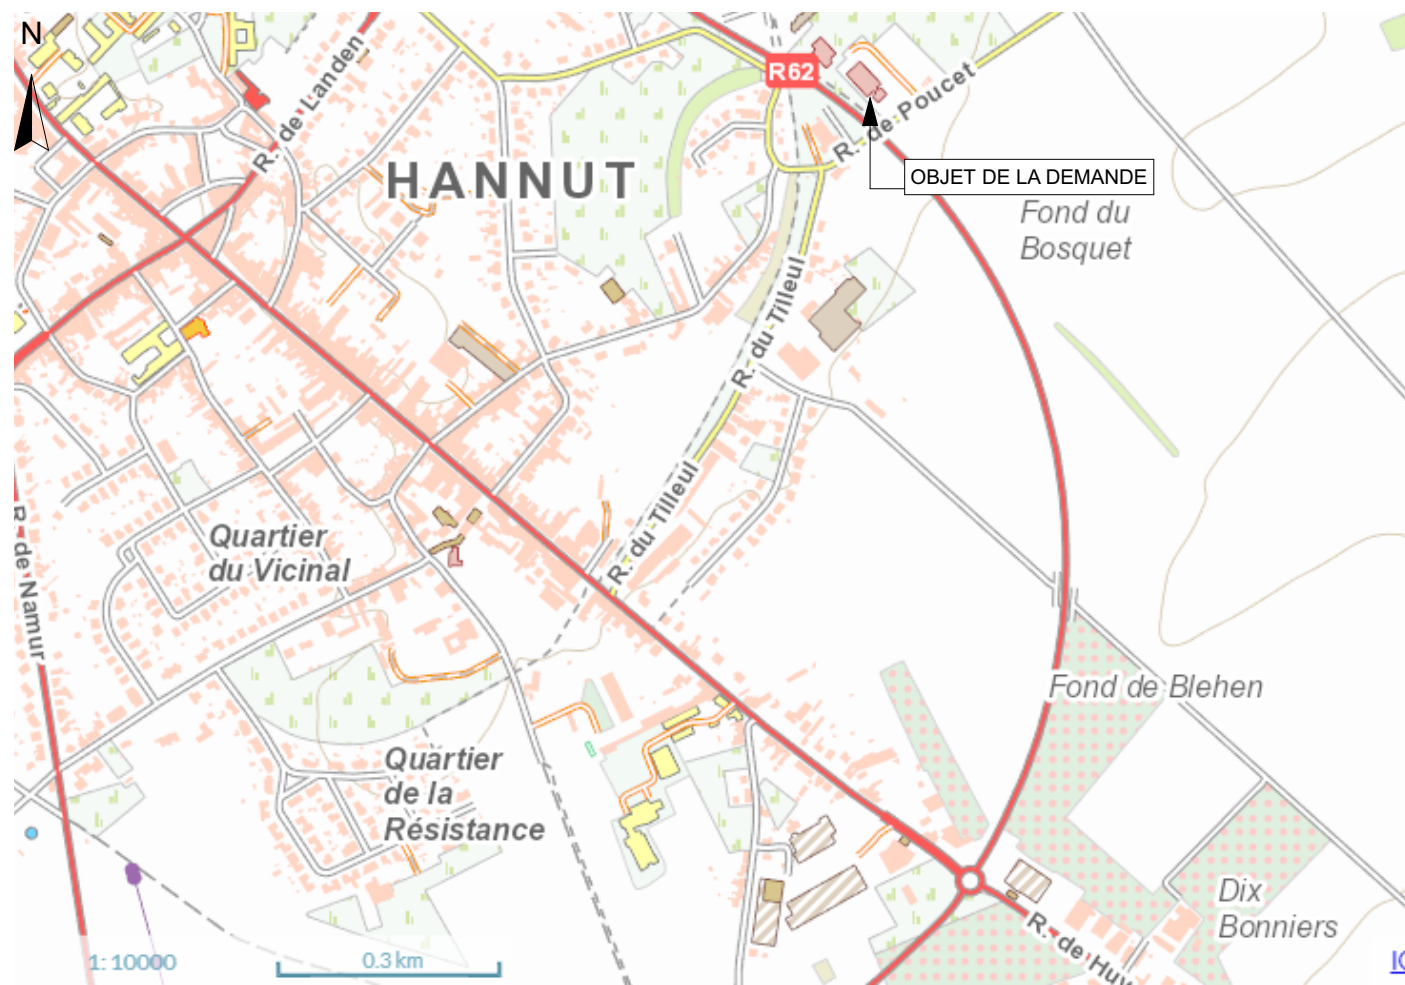 N
R. de Landen
R62
R. de Poucet
HANNUT
OBJET DE LA DEMANDE
Fond du
Bosquet
R. du Tilleul
R. du Tilleul
Quartier
du Vicinal
R. de Namur
Fond de Blehen
Quartier
de la
Résistance
Dix
Bonniers
R. de Huy
1: 10000
0.3 km